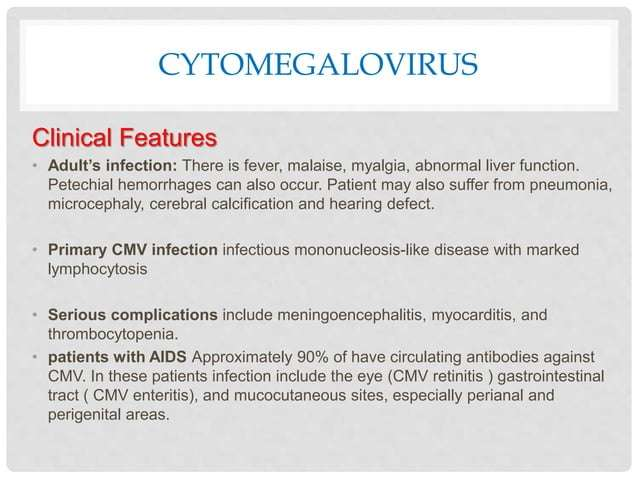 CYTOMEGALOVIRUS
Clinical Features
• Adult's infection: There is fever, malaise, myalgia, abnormal liver function.
Petechial hemorrhages can also occur. Patient may also suffer from pneumonia,
microcephaly, cerebral calcification and hearing defect.
• Primary CMV infection infectious mononucleosis-like disease with marked
lymphocytosis
• Serious complications include meningoencephalitis, myocarditis, and
thrombocytopenia.
• patients with AIDS Approximately 90% of have circulating antibodies against
CMV. In these patients infection include the eye (CMV retinitis ) gastrointestinal
tract ( CMV enteritis), and mucocutaneous sites, especially perianal and
perigenital areas.